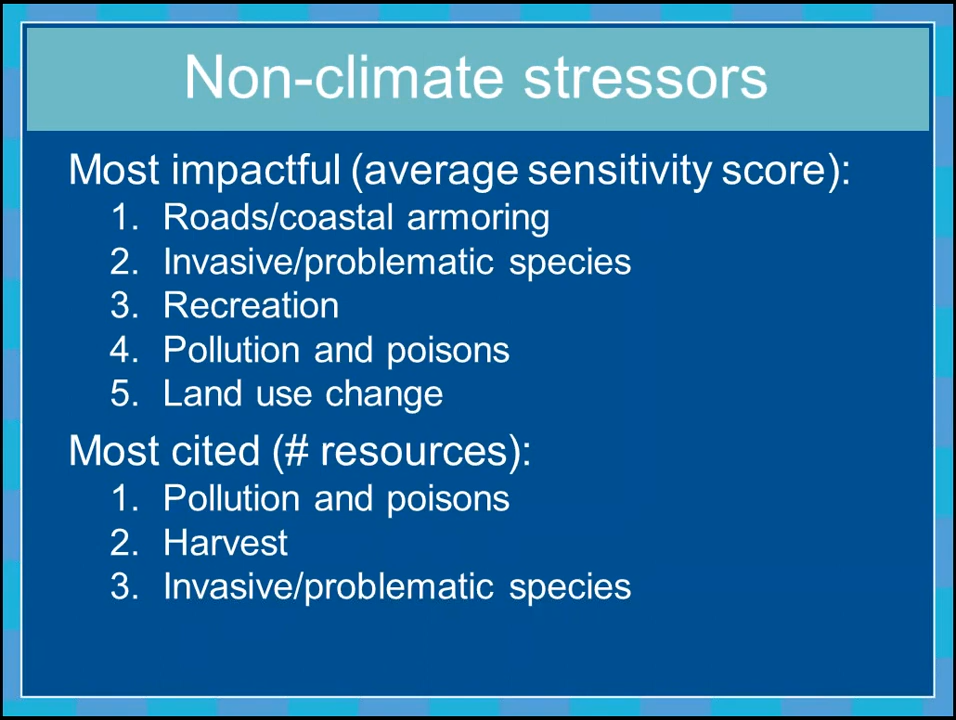 Non-climate stressors
Most impactful (average sensitivity score):
1. Roads/coastal armoring
2. Invasive/problematic species
3. Recreation
4. Pollution and poisons
5. Land use change
Most cited (# resources):
1. Pollution and poisons
2. Harvest
3. Invasive/problematic species